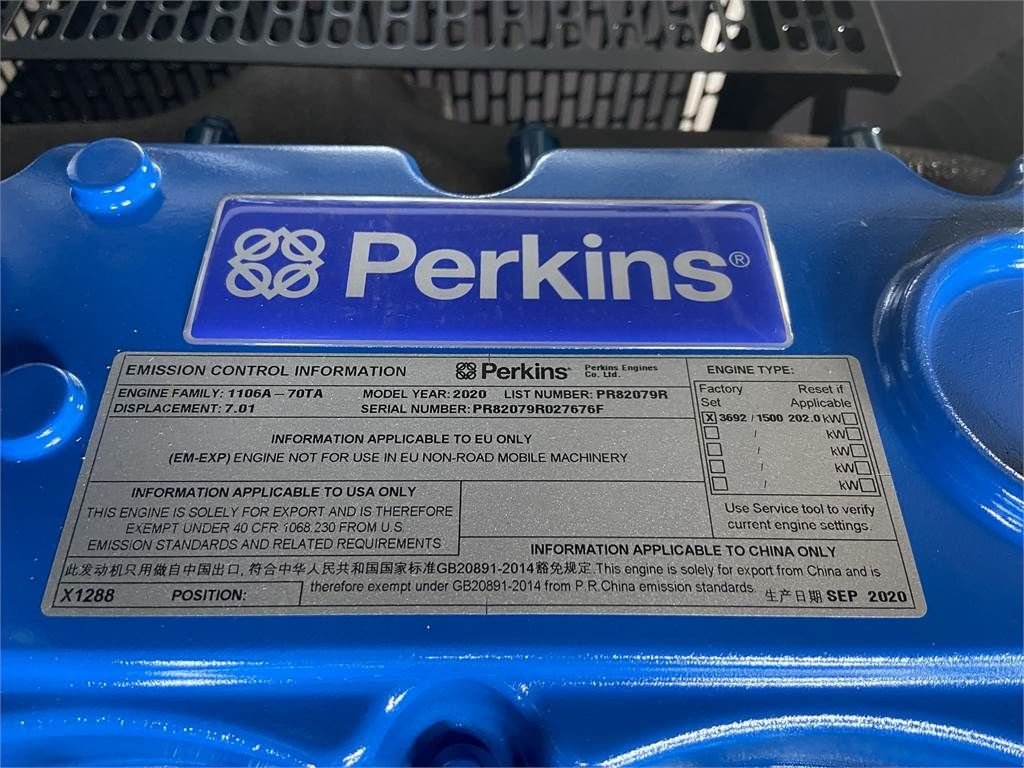 Perkins®
EMISSION CONTROL INFORMATION Perkins® Perkins Engines Co. Ltd.
ENGINE FAMILY: 1106A-70TA MODEL YEAR: 2020 LIST NUMBER: PR82079R
DISPLACEMENT: 7.01 SERIAL NUMBER: PR82079R027676F
INFORMATION APPLICABLE TO EU ONLY
(EM-EXP) ENGINE NOT FOR USE IN EU NON-ROAD MOBILE MACHINERY
ENGINE TYPE:
Factory Set Reset if Applicable
X 3692 / 1500 202.0 kW
/ kW
/ kW
/ kW
/ kW
Use Service tool to verify
current engine settings.
INFORMATION APPLICABLE TO USA ONLY
THIS ENGINE IS SOLELY FOR EXPORT AND IS THEREFORE
EXEMPT UNDER 40 CFR 1068.230 FROM U.S.
EMISSION STANDARDS AND RELATED REQUIREMENTS
INFORMATION APPLICABLE TO CHINA ONLY
此发动机只用做自中国出口,符合中华人民共和国国家标准GB20891-2014豁免规定.This engine is solely for export from China and is
therefore exempt under GB20891-2014 from P.R.China emission standards.
X1288 POSITION:
生产日期 SEP 2020